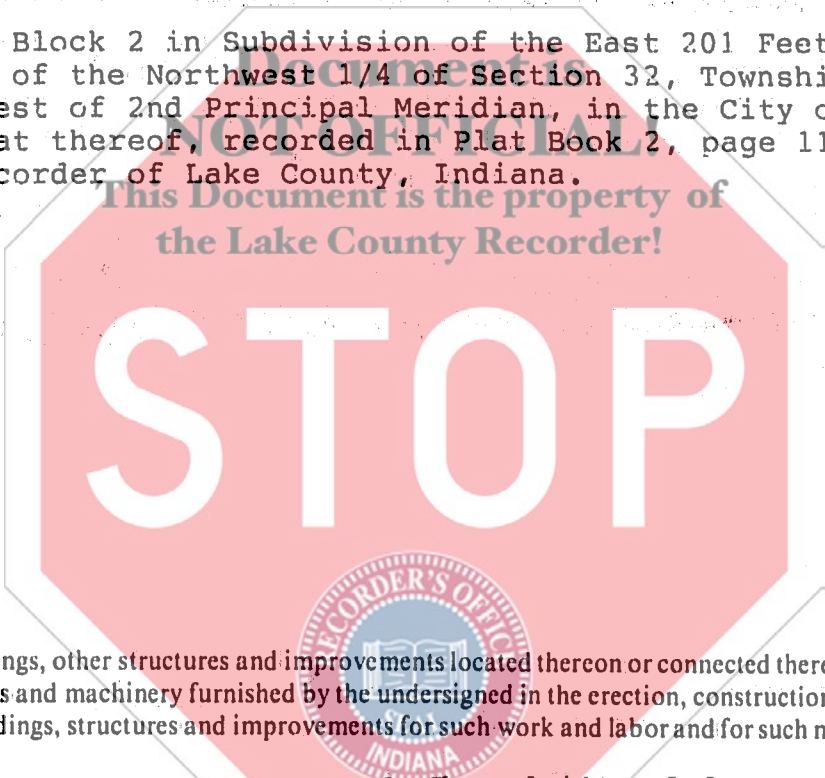 Block 2 in Subdivision of the East 201 Feet
of the Northwest 1/4 of Section 32, Townshi
est of 2nd Principal Meridian, in the City o
at thereof, recorded in Plat Book 2, page 11
corder of Lake County, Indiana.
Document is
NOT OFFICIAL!
This Document is the property of
the Lake County Recorder!
STOP
RECORDER'S OFFIC
INDIANA
ngs, other structures and improvements located thereon or connected there
s and machinery furnished by the undersigned in the erection, construction
dings, structures and improvements for such work and labor and for such m